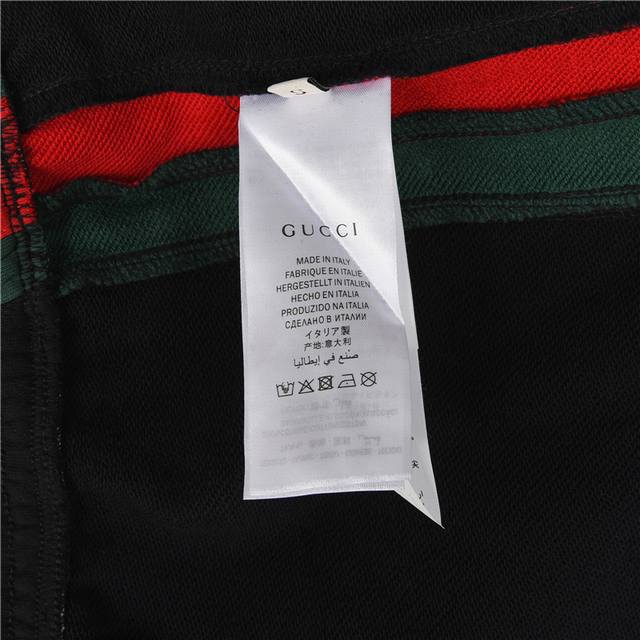 GUCCI
MADE IN ITALY
FABRIQUÉ EN ITALIE
HERGESTELLT IN ITALIEN
HECHO EN ITALIA
PRODUZIDO NA ITALIA
СДЕЛАНО В ИТАЛИИ
イタリア製
产地:意大利
صنع في إيطاليا